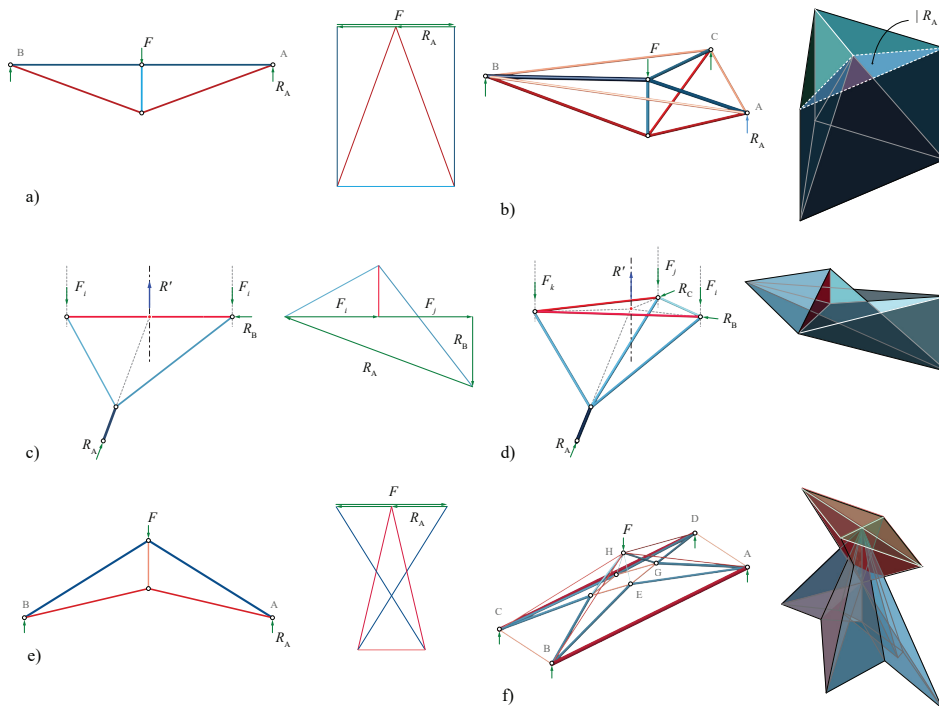 B
F
A
R_A
a)
F
R_A
B
F
C
A
R_A
b)
| R_A
F_i
R'
F_i
R_B
R_A
c)
F_i
F_j
R_B
R_A
F_k
R'
F_j
R_C
F_i
R_B
R_A
d)
F
B
A
R_A
e)
F
R_A
F
D
H
G
A
E
C
B
f)